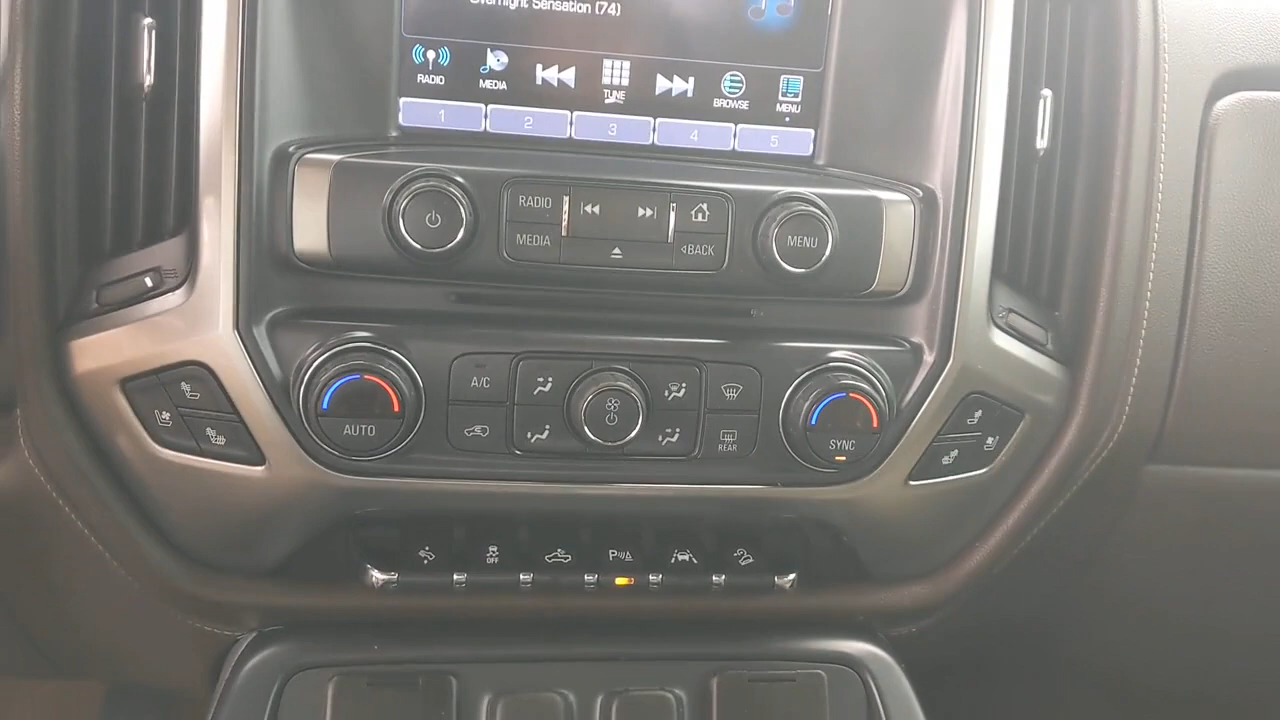 Overnight Sensation (74)
RADIO MEDIA TUNE BROWSE MENU
1 2 3 4 5
RADIO
MEDIA BACK MENU
A/C
AUTO REAR SYNC
OFF P